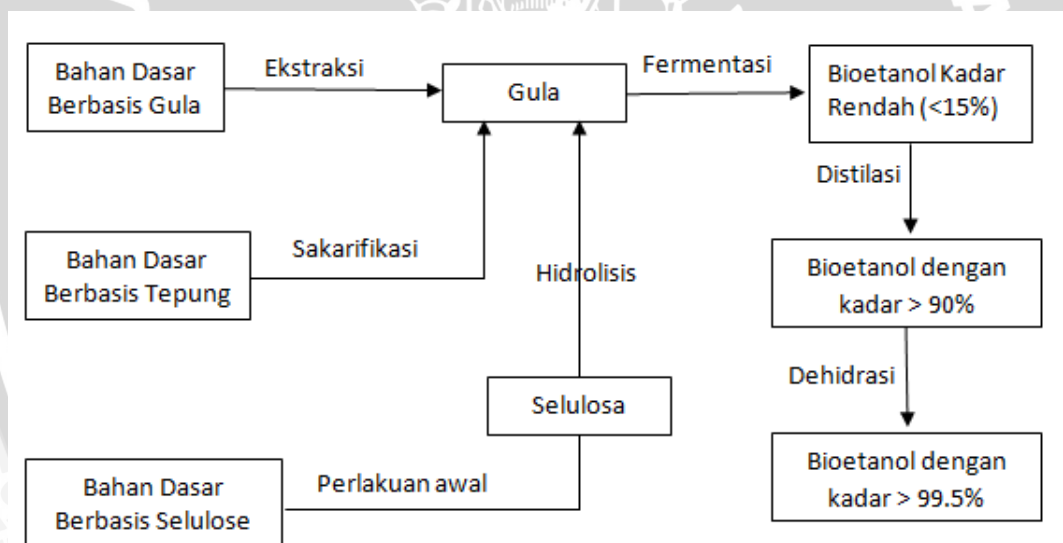 Bahan Dasar
Berbasis Gula
Ekstraksi
Gula
Fermentasi
Bioetanol Kadar
Rendah (<15%)
Distilasi
Bahan Dasar
Berbasis Tepung
Sakarifikasi
Hidrolisis
Bioetanol dengan
kadar > 90%
Dehidrasi
Selulosa
Bahan Dasar
Berbasis Selulose
Perlakuan awal
Bioetanol dengan
kadar > 99.5%